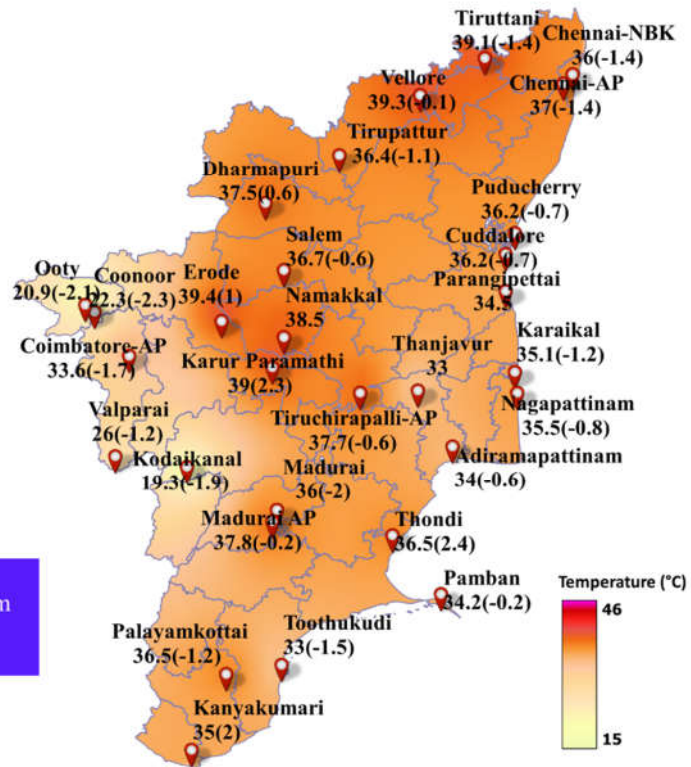 Tiruttani
39.1(-1.4)
Chennai-NBK
36(-1.4)
Vellore
39.3(-0.1)
Chennai-AP
37(-1.4)
Tirupattur
36.4(-1.1)
Dharmapuri
37.5(0.6)
Puducherry
36.2(-0.7)
Salem
36.7(-0.6)
Cuddalore
36.2(-0.7)
Ooty
20.9(-2.1)
Coonoor
22.3(-2.3)
Erode
39.4(1)
Namakkal
38.5
Parangipettai
34.5
Karaikal
35.1(-1.2)
Coimbatore-AP
33.6(-1.7)
Karur Paramathi
39(2.3)
Thanjavur
33
Nagapattinam
35.5(-0.8)
Valparai
26(-1.2)
Tiruchirapalli-AP
37.7(-0.6)
Kodaikanal
19.3(-1.9)
Madurai
36(-2)
Adiramapattinam
34(-0.6)
Madurai AP
37.8(-0.2)
Thondi
36.5(2.4)
Pamban
34.2(-0.2)
Temperature (°C)
46
15
Palayamkottai
36.5(-1.2)
Toothukudi
33(-1.5)
Kanyakumari
35(2)